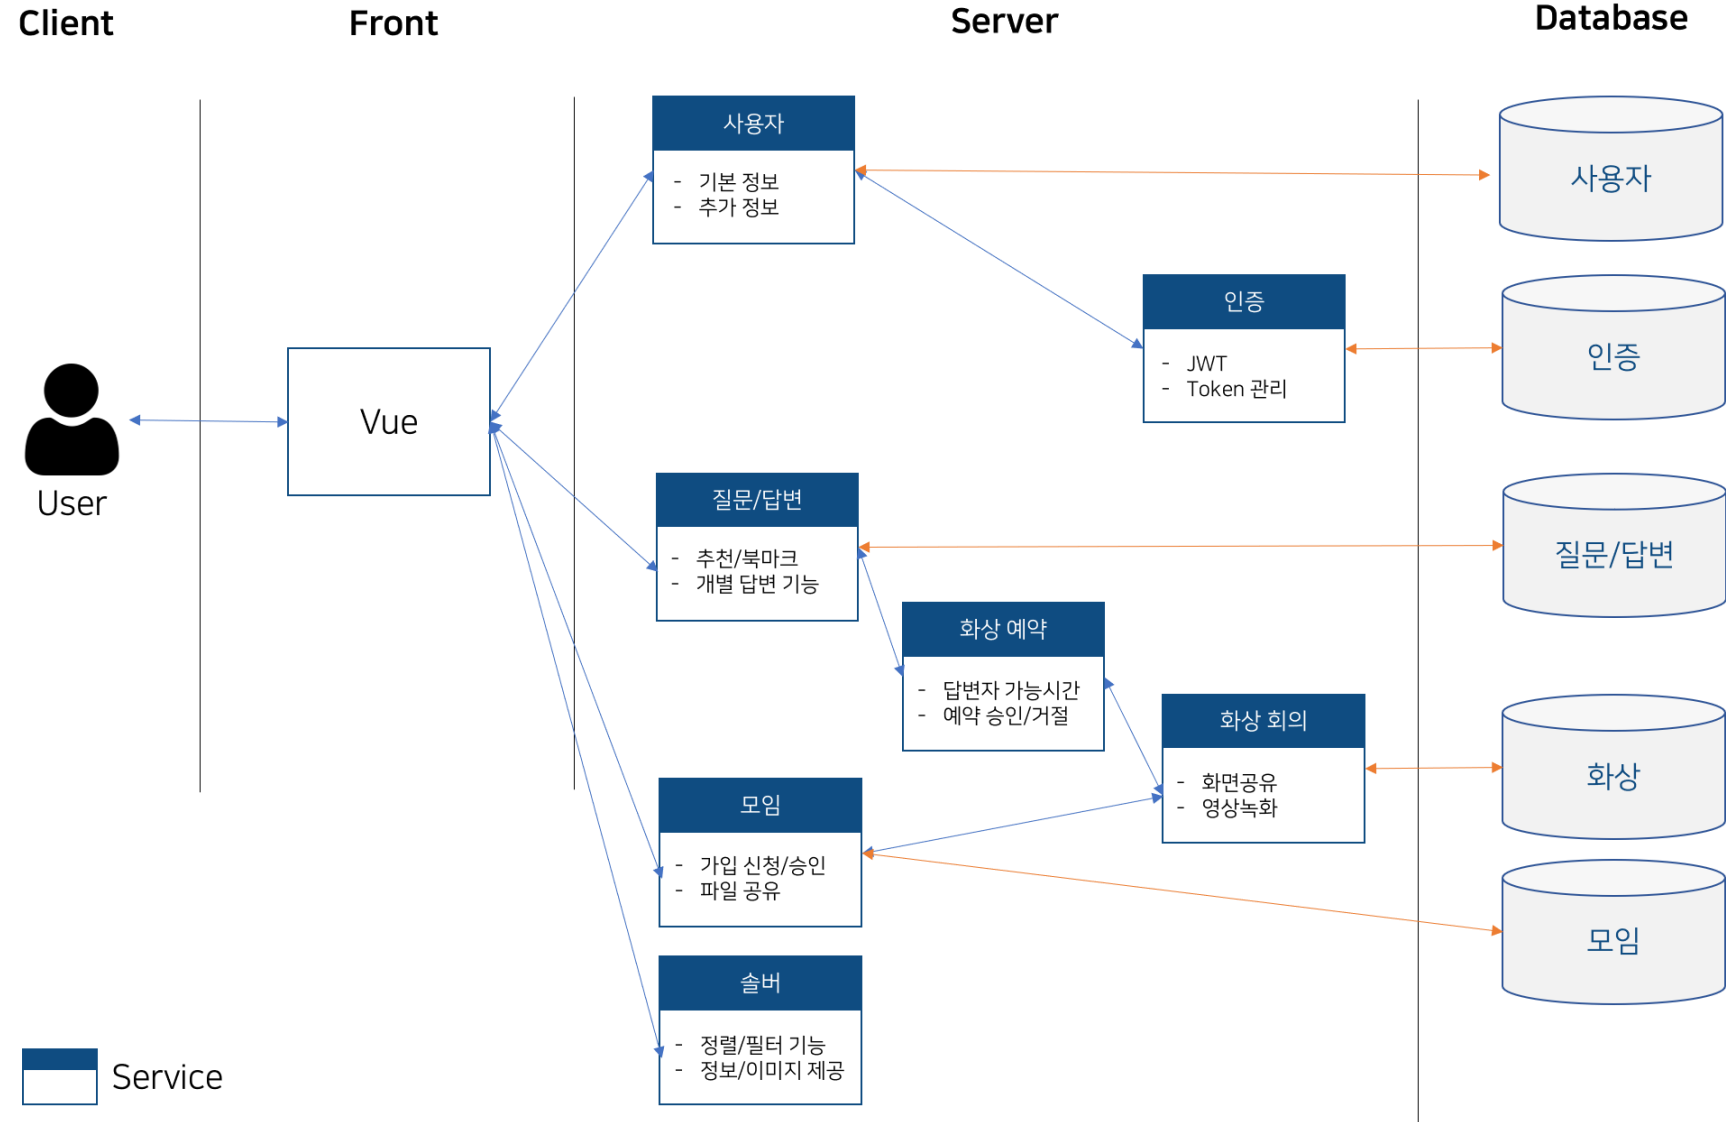 Client
Front
Server
Database
사용자
- 기본 정보
- 추가 정보
사용자
인증
- JWT
- Token 관리
인증
Vue
User
질문/답변
- 추천/북마크
- 개별 답변 기능
질문/답변
화상 예약
- 답변자 가능시간
- 예약 승인/거절
화상 회의
- 화면공유
- 영상녹화
화상
모임
- 가입 신청/승인
- 파일 공유
모임
솔버
- 정렬/필터 기능
- 정보/이미지 제공
Service